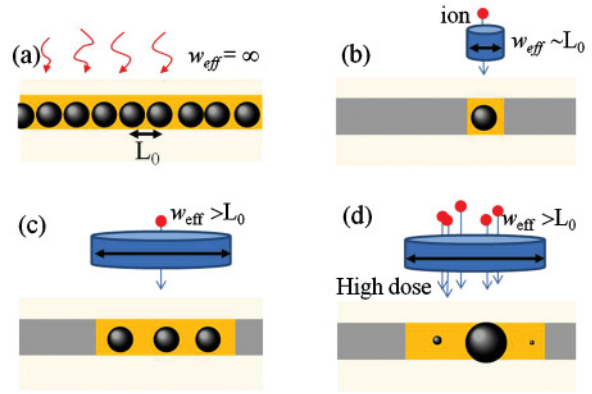 (a)
w_eff = ∞
L₀
ion
(b)
w_eff ~L₀
(c)
w_eff >L₀
(d)
w_eff >L₀
High dose